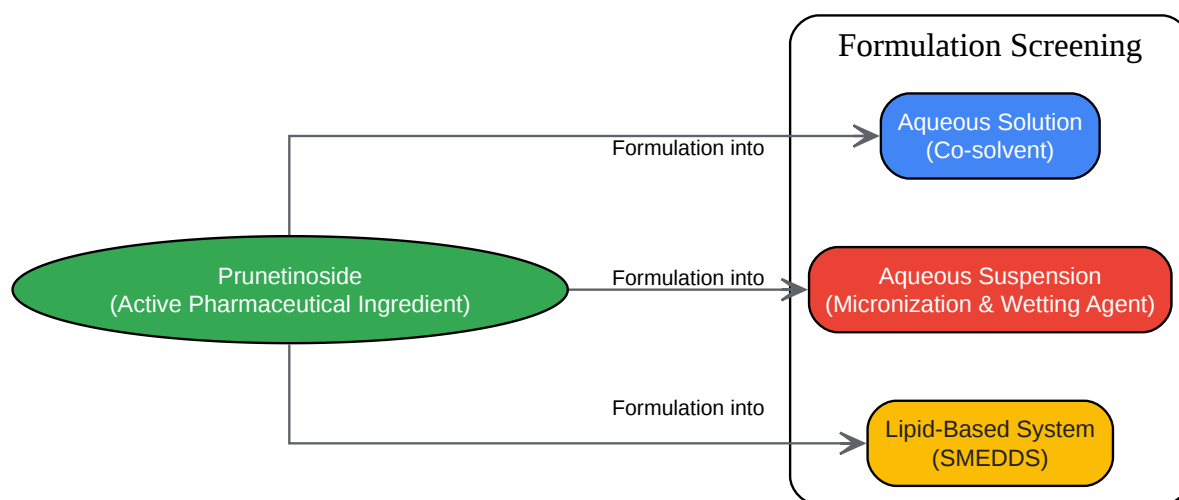 Formulation Screening
Aqueous Solution
(Co-solvent)
Formulation into
Prunetinoside
(Active Pharmaceutical Ingredient)
Formulation into
Aqueous Suspension
(Micronization & Wetting Agent)
Formulation into
Lipid-Based System
(SMEDDS)